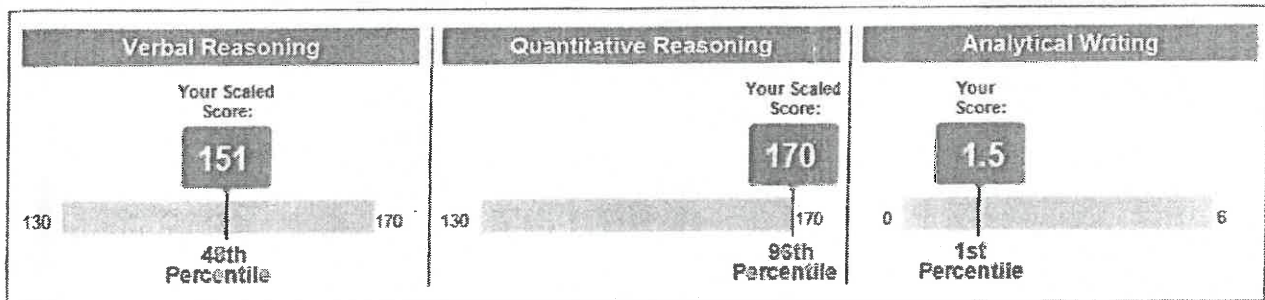 Verbal Reasoning
Your Scaled
Score:
151
130
170
48th
Percentile
Quantitative Reasoning
Your Scaled
Score:
170
130
170
96th
Percentile
Analytical Writing
Your
Score:
1.5
0
6
1st
Percentile